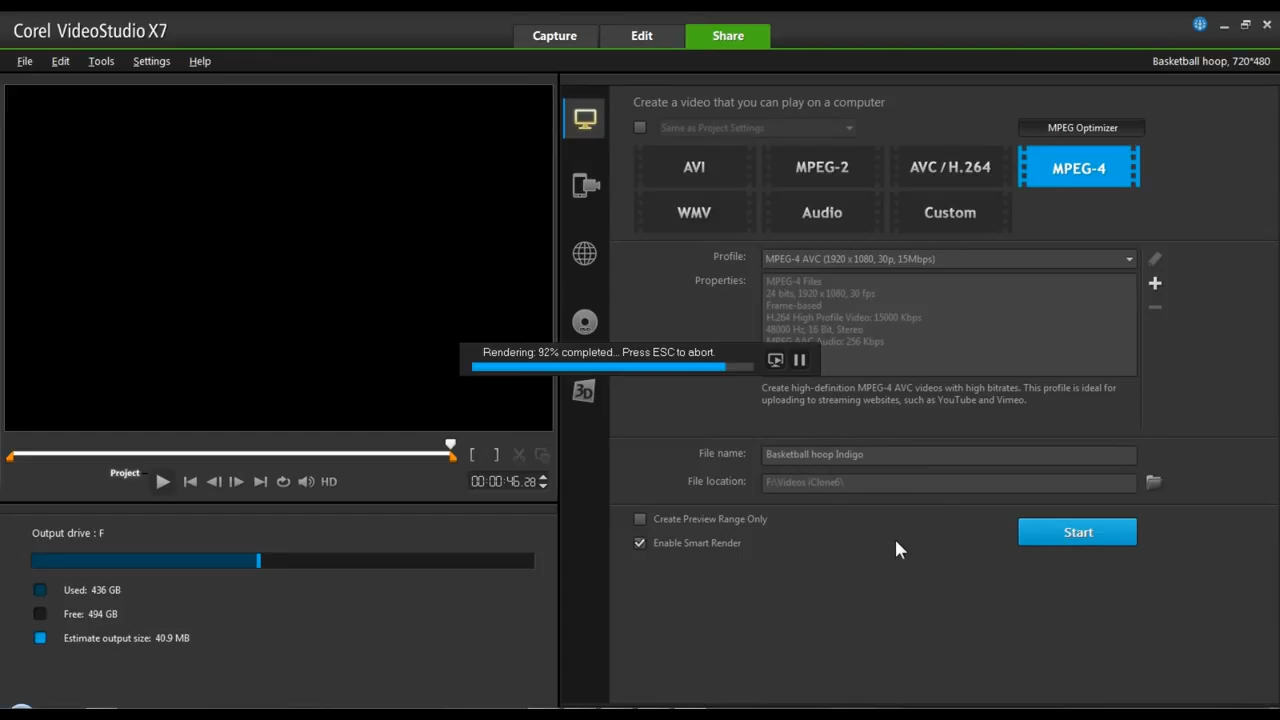 Corel VideoStudio X7
Capture
Edit
Share
File
Edit
Tools
Settings
Help
Basketball hoop, 720*480
Create a video that you can play on a computer
Same as Project Settings
MPEG Optimizer
AVI
MPEG-2
AVC/H.264
MPEG-4
WMV
Audio
Custom
Profile:
MPEG-4 AVC (1920 x 1080, 30p, 15Mbps)
Properties:
MPEG-4 Files
24 bits, 1920 x 1080, 30 fps
Frame-based
H.264 High Profile Video: 15000 Kbps
48000 Hz, 16 Bit, Stereo
MPEG AAC Audio: 256 Kbps
Rendering: 92% completed... Press ESC to abort.
3D
Create high-definition MPEG-4 AVC videos with high bitrates. This profile is ideal for
uploading to streaming websites, such as YouTube and Vimeo.
File name:
Basketball hoop Indigo
File location:
F:\Videos iClone6\
Project
HD
00:00:46.28
Create Preview Range Only
Enable Smart Render
Start
Output drive : F
Used: 436 GB
Free: 494 GB
Estimate output size: 40.9 MB